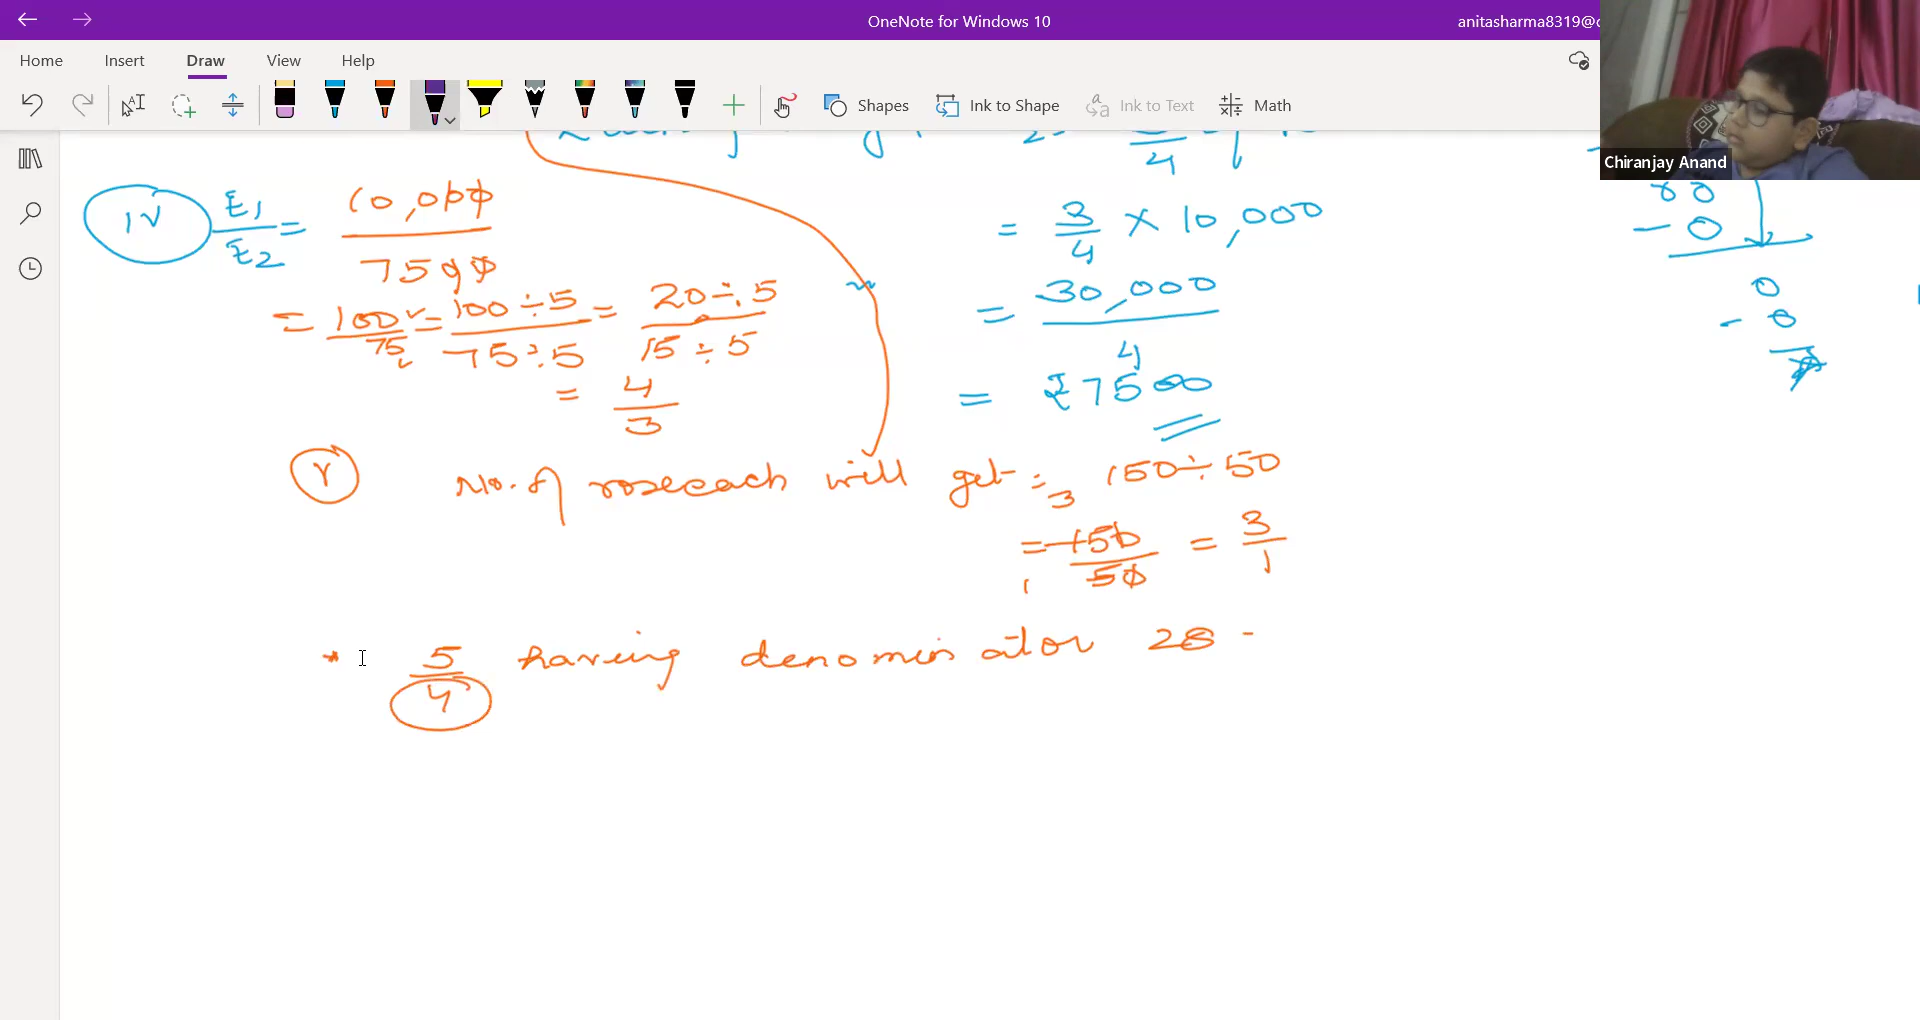 OneNote for Windows 10
anitasharma8319@
Home Insert Draw View Help
Shapes Ink to Shape Ink to Text Math
Chiranjay Anand
IV E1/E2 = 10,000/7500
= 100/75 = 100÷5/75÷5 = 20÷5/15÷5
= 4/3
= 3/4 × 10,000
= 30,000/4
= ₹7500
V No. of rose each will get = 150÷50
= 150/50 = 3/1
* 5/4 having denominator 28 -